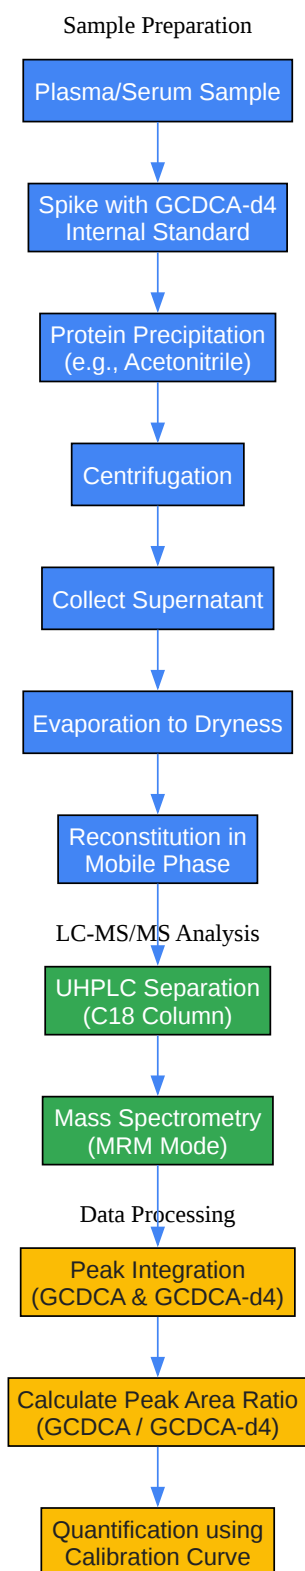 Sample Preparation
Plasma/Serum Sample
Spike with GCDCA-d4
Internal Standard
Protein Precipitation
(e.g., Acetonitrile)
Centrifugation
Collect Supernatant
Evaporation to Dryness
Reconstitution in
Mobile Phase
LC-MS/MS Analysis
UHPLC Separation
(C18 Column)
Mass Spectrometry
(MRM Mode)
Data Processing
Peak Integration
(GCDCA & GCDCA-d4)
Calculate Peak Area Ratio
(GCDCA / GCDCA-d4)
Quantification using
Calibration Curve